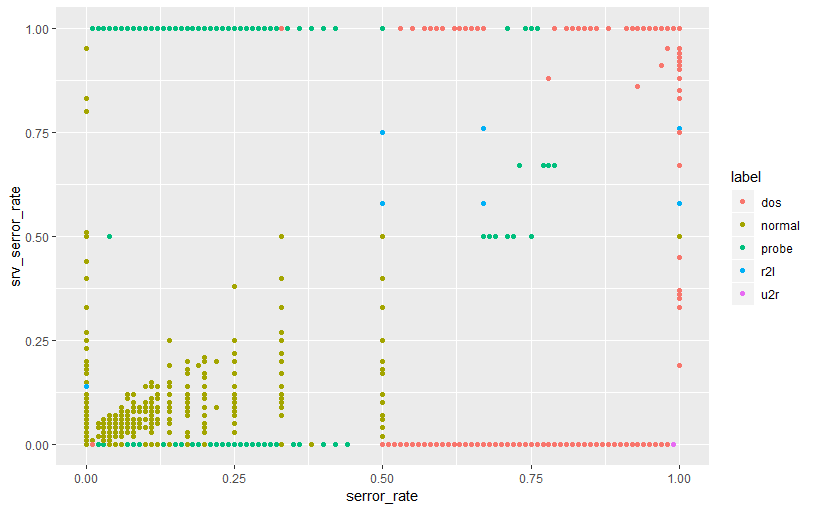 1.00
0.75
0.50
0.25
0.00
srv_serror_rate
0.00 0.25 0.50 0.75 1.00
serror_rate
label
dos
normal
probe
r2l
u2r